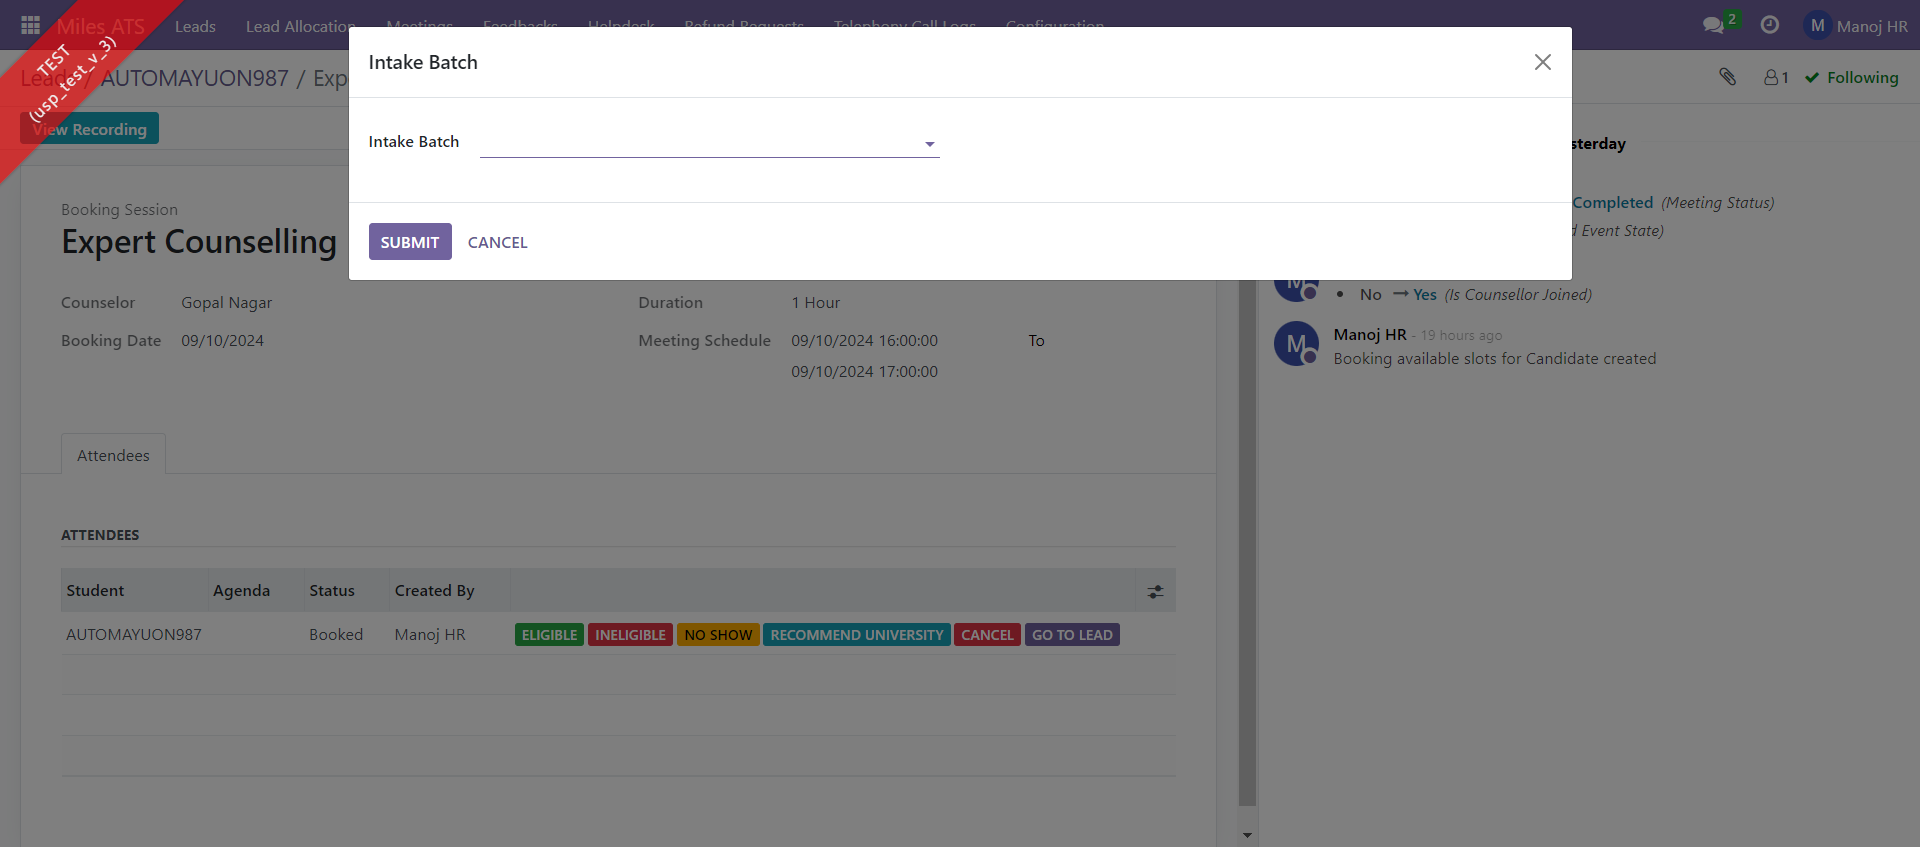 TEST
(usp_test_v_3)
Miles ATS Leads Lead Allocation Meetings Feedbacks Helpdesk Refund Requests Telephony Call Logs Configuration 2 M Manoj HR
Leads / AUTOMAYUON987 / Exp
1 Following
View Recording
Intake Batch
Intake Batch
SUBMIT CANCEL
sterday
Completed (Meeting Status)
d Event State)
M
No Yes (Is Counsellor Joined)
M
Manoj HR - 19 hours ago
Booking available slots for Candidate created
Booking Session
Expert Counselling
Counselor Gopal Nagar Duration 1 Hour
Booking Date 09/10/2024 Meeting Schedule 09/10/2024 16:00:00 To
09/10/2024 17:00:00
Attendees
ATTENDEES
Student Agenda Status Created By
AUTOMAYUON987 Booked Manoj HR ELIGIBLE INELIGIBLE NO SHOW RECOMMEND UNIVERSITY CANCEL GO TO LEAD